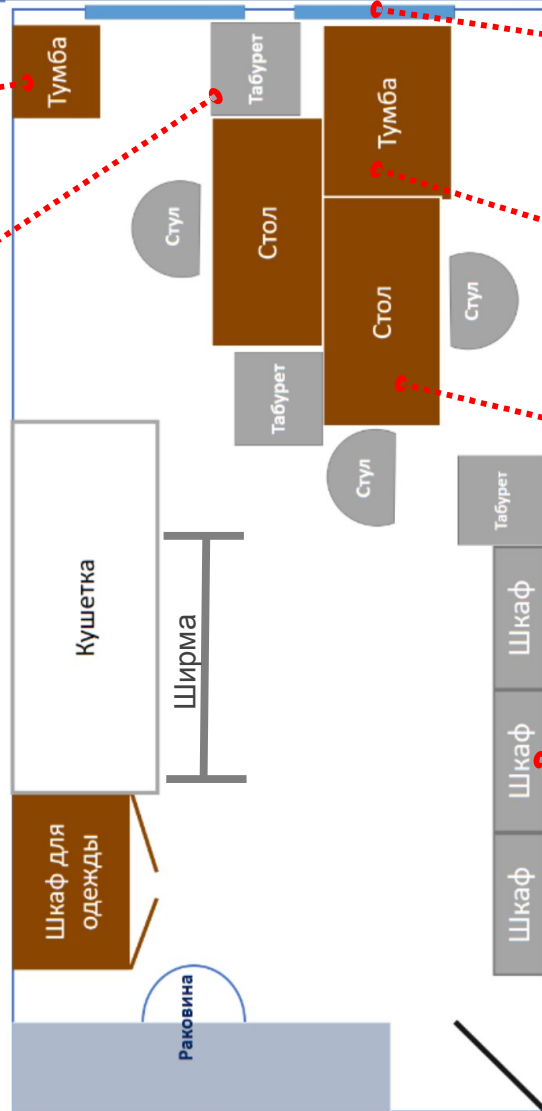 Тумба
Табурет
Тумба
Стул
Стол
Стол
Стул
Табурет
Стул
Табурет
Кушетка
Ширма
Шкаф
Шкаф
Шкаф
Шкаф для
одежды
Раковина